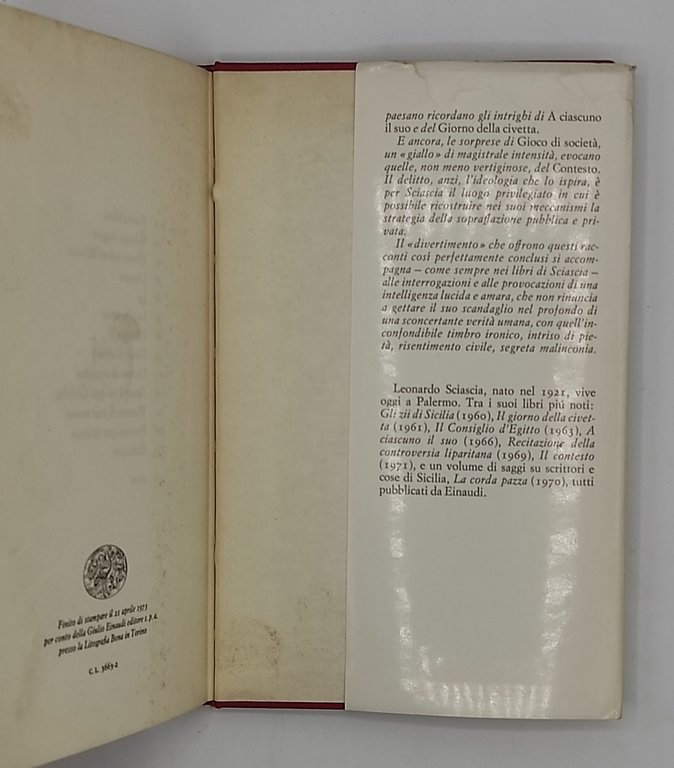 Finito di stampare il 21 aprile 1973
per conto della Giulio Einaudi editore s. p. a.
presso la Litografia Bona in Torino
C. L. 3663-2
paesano ricordano gli intrighi di A ciascuno
il suo e del Giorno della civetta.
E ancora, le sorprese di Gioco di società,
un «giallo» di magistrale intensità, evocano
quelle, non meno vertiginose, del Contesto.
Il delitto, anzi, l'ideologia che lo ispira, è
per Sciascia il luogo privilegiato in cui è
possibile ricostruire nei suoi meccanismi la
strategia della sopraffazione pubblica e pri-
vata.
Il «divertimento» che offrono questi rac-
conti così perfettamente conclusi si accom-
pagna – come sempre nei libri di Sciascia –
alle interrogazioni e alle provocazioni di una
intelligenza lucida e amara, che non rinuncia
a gettare il suo scandaglio nel profondo di
una sconcertante verità umana, con quell'in-
confondibile timbro ironico, intriso di pie-
tà, risentimento civile, segreta malinconia.
Leonardo Sciascia, nato nel 1921, vive
oggi a Palermo. Tra i suoi libri piú noti:
Gli zii di Sicilia (1960), Il giorno della civet-
ta (1961), Il Consiglio d'Egitto (1963), A
ciascuno il suo (1966), Recitazione della
controversia liparitana (1969), Il contesto
(1971), e un volume di saggi su scrittori e
cose di Sicilia, La corda pazza (1970), tutti
pubblicati da Einaudi.